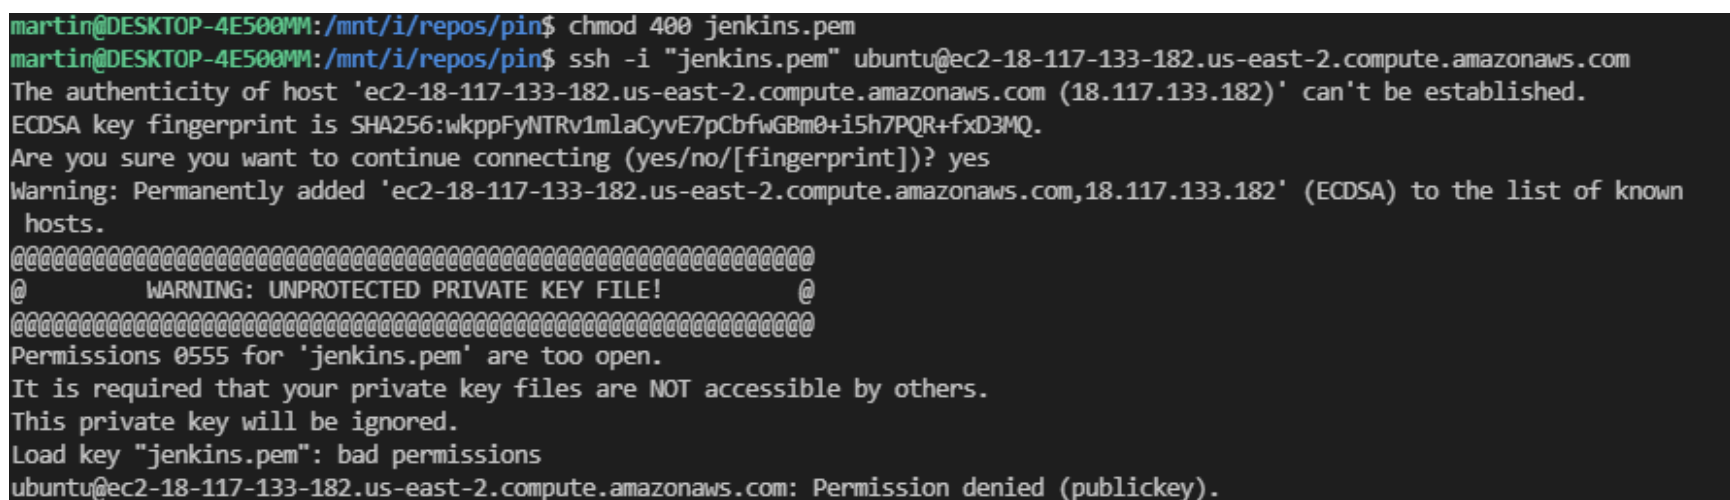 martin@DESKTOP-4E500MM:/mnt/i/repos/pin$ chmod 400 jenkins.pem
martin@DESKTOP-4E500MM:/mnt/i/repos/pin$ ssh -i "jenkins.pem" ubuntu@ec2-18-117-133-182.us-east-2.compute.amazonaws.com
The authenticity of host 'ec2-18-117-133-182.us-east-2.compute.amazonaws.com (18.117.133.182)' can't be established.
ECDSA key fingerprint is SHA256:wkppFyNTRv1mlaCyvE7pCbfwGBm0+i5h7PQR+fxD3MQ.
Are you sure you want to continue connecting (yes/no/[fingerprint])? yes
Warning: Permanently added 'ec2-18-117-133-182.us-east-2.compute.amazonaws.com,18.117.133.182' (ECDSA) to the list of known
 hosts.
@@@@@@@@@@@@@@@@@@@@@@@@@@@@@@@@@@@@@@@@@@@@@@@@@@@@@@@@@@@
@         WARNING: UNPROTECTED PRIVATE KEY FILE!          @
@@@@@@@@@@@@@@@@@@@@@@@@@@@@@@@@@@@@@@@@@@@@@@@@@@@@@@@@@@@
Permissions 0555 for 'jenkins.pem' are too open.
It is required that your private key files are NOT accessible by others.
This private key will be ignored.
Load key "jenkins.pem": bad permissions
ubuntu@ec2-18-117-133-182.us-east-2.compute.amazonaws.com: Permission denied (publickey).